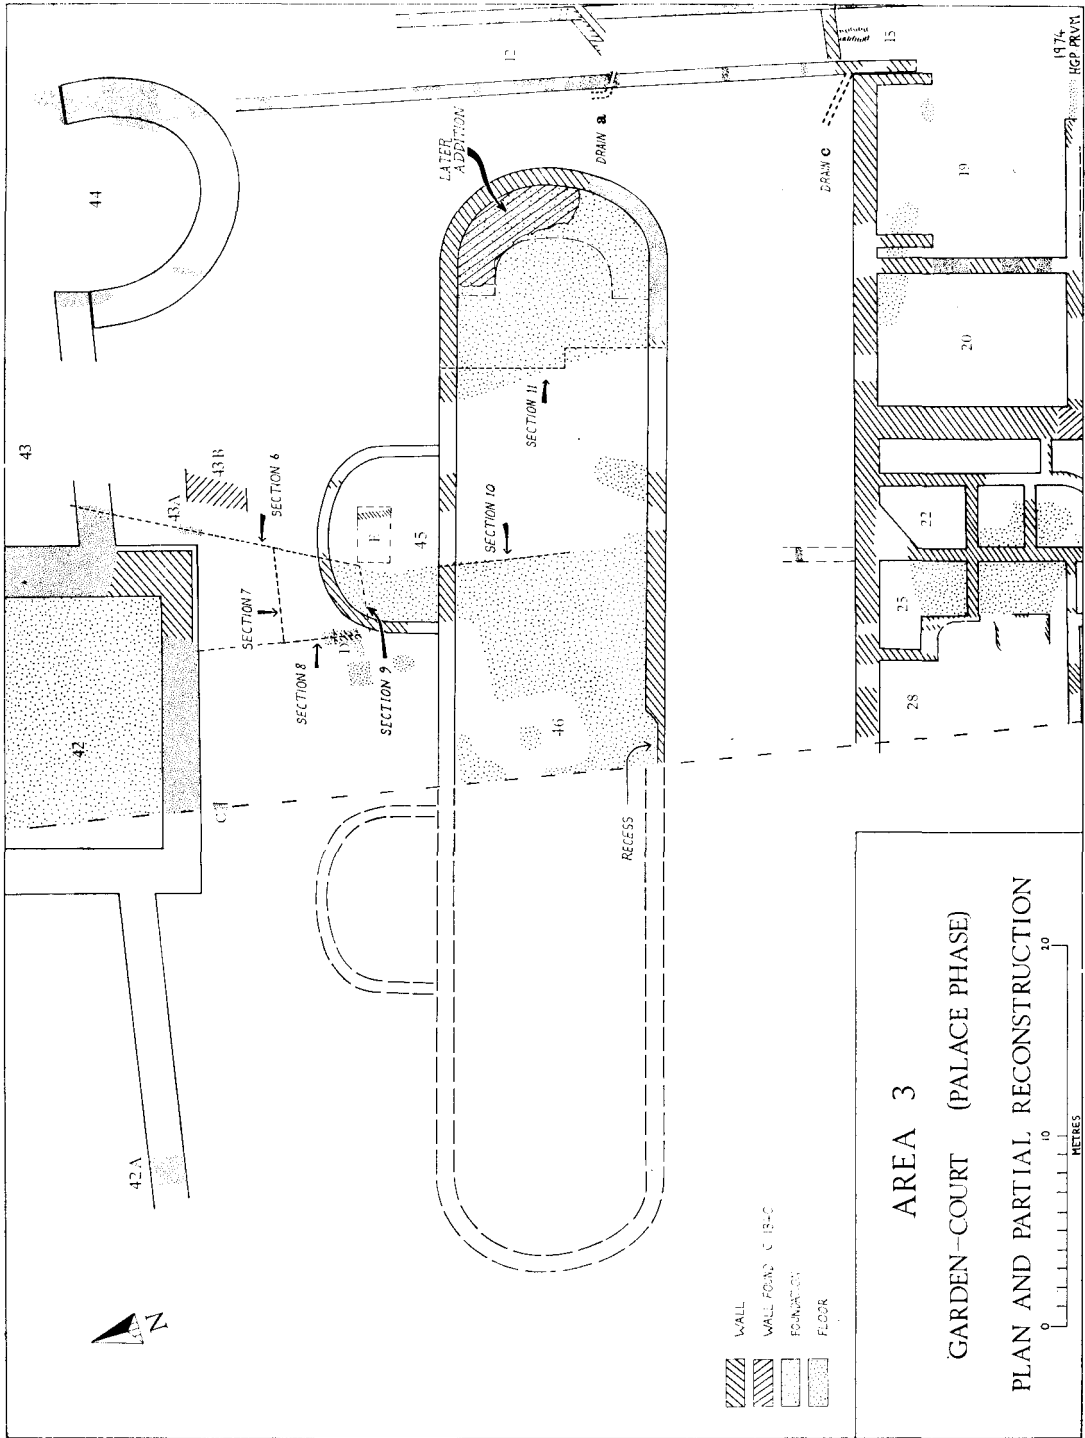 AREA 3
GARDEN-COURT (PALACE PHASE)
PLAN AND PARTIAL RECONSTRUCTION
0 10 20
METRES
WALL
FOUNDATION
FLOOR
N
42A
42
43
43A
43B
44
SECTION 6
SECTION 7
SECTION 8
SECTION 9
SECTION 10
SECTION 11
E
45
46
RECESS
LATER
ADDITION
12
DRAIN a
DRAIN c
19
20
22
28
1974
HGP PRVM